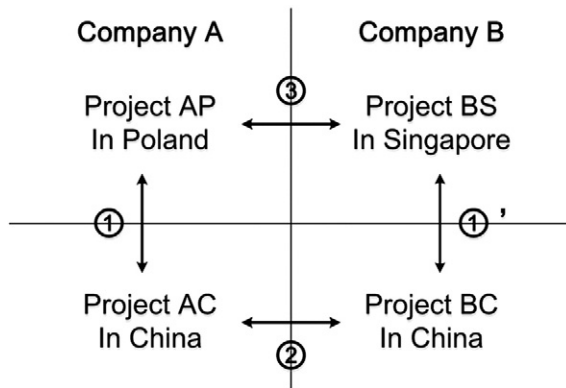 Company A
Company B
③
Project AP
In Poland
Project BS
In Singapore
①
①’
Project AC
In China
Project BC
In China
②